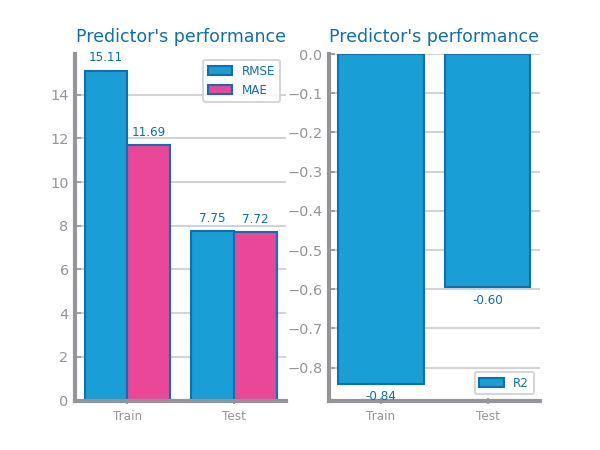 Predictor's performance
15.11
11.69
7.75
7.72
RMSE
MAE
14
12
10
8
6
4
2
0
Train
Test
Predictor's performance
0.0
−0.1
−0.2
−0.3
−0.4
−0.5
−0.6
−0.7
−0.8
-0.60
-0.84
R2
Train
Test